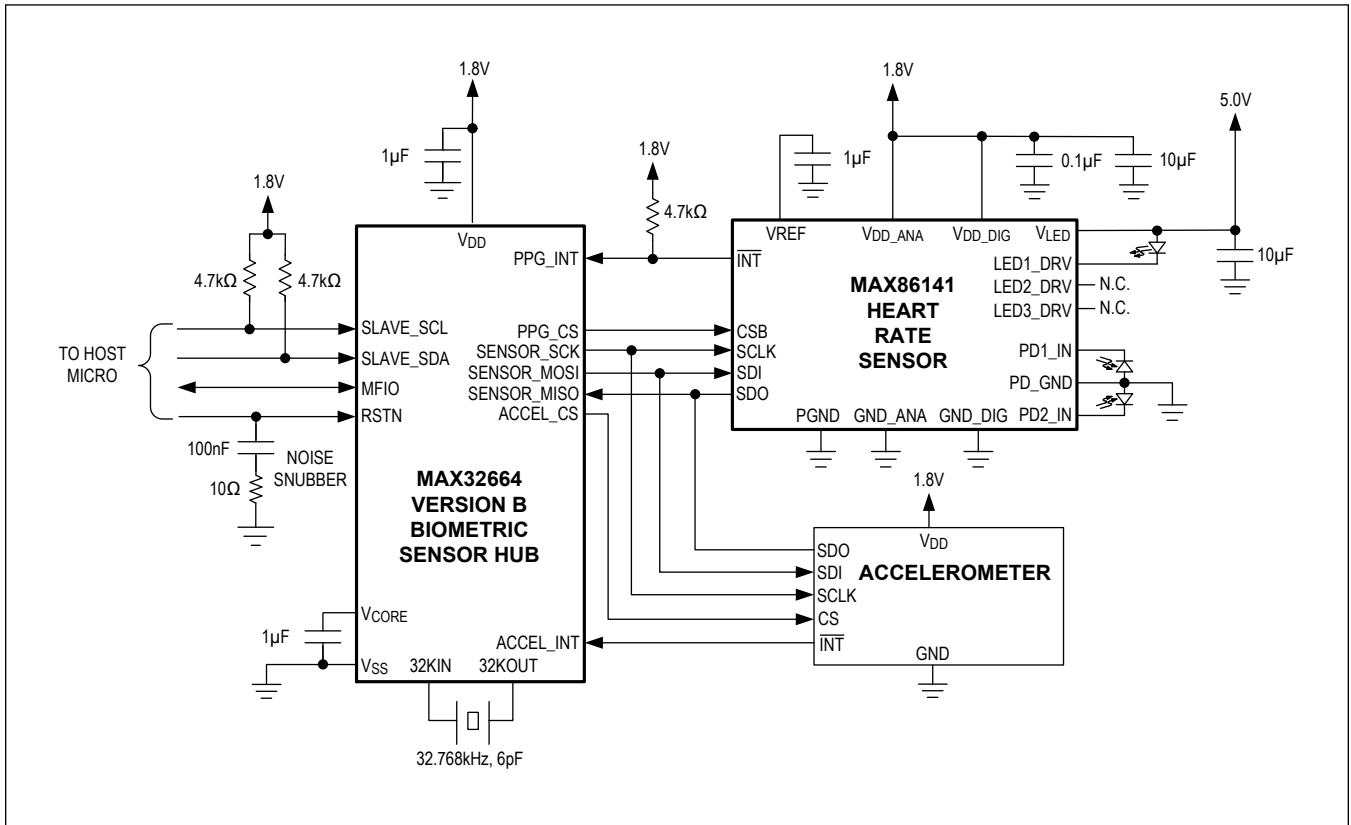 1.8V
1µF
1.8V
4.7kΩ
4.7kΩ
TO HOST
MICRO
100nF
NOISE
SNUBBER
10Ω
VDD
PPG_INT
SLAVE_SCL
SLAVE_SDA
MFIO
RSTN
PPG_CS
SENSOR_SCK
SENSOR_MOSI
SENSOR_MISO
ACCEL_CS
MAX32664
VERSION B
BIOMETRIC
SENSOR HUB
VCORE
1µF
VSS
32KIN
32KOUT
ACCEL_INT
32.768kHz, 6pF
1.8V
4.7kΩ
1µF
1.8V
0.1µF
10µF
5.0V
10µF
VREF
VDD_ANA
VDD_DIG
VLED
INT
LED1_DRV
LED2_DRV
N.C.
LED3_DRV
N.C.
MAX86141
HEART
RATE
SENSOR
CSB
SCLK
SDI
SDO
PD1_IN
PD_GND
PD2_IN
PGND
GND_ANA
GND_DIG
1.8V
VDD
SDO
SDI
SCLK
CS
INT
ACCELEROMETER
GND